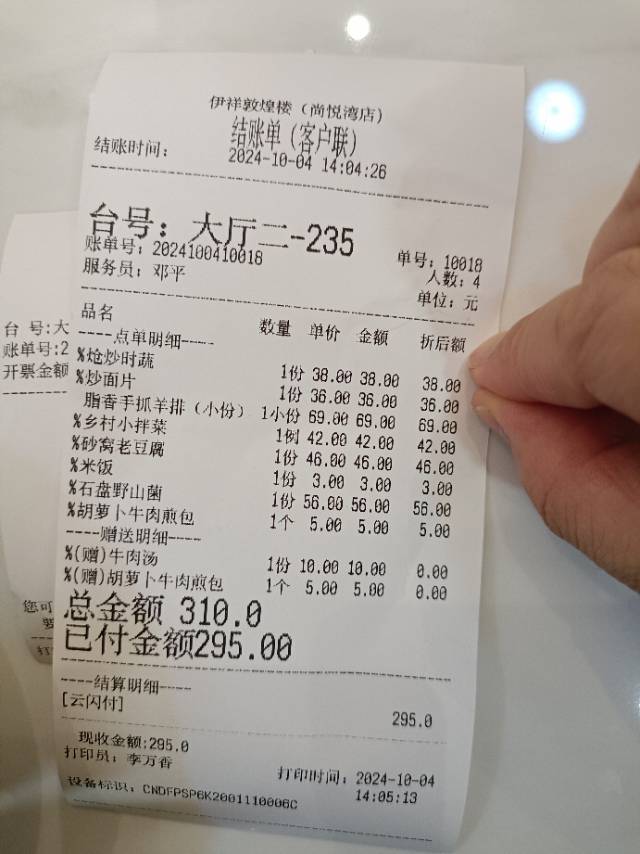 伊祥敦煌楼（尚悦湾店）
结账单（客户联）
结账时间： 2024-10-04 14:04:26
台号：大厅二-235
账单号：2024100410018 单号：10018
服务员：邓平 人数：4
单位：元
品名 数量 单价 金额 折后额
----点单明细----
%炝炒时蔬 1份 38.00 38.00 38.00
%炒面片 1份 36.00 36.00 36.00
脂香手抓羊排（小份） 1小份 69.00 69.00 69.00
%乡村小拌菜 1例 42.00 42.00 42.00
%砂窝老豆腐 1份 46.00 46.00 46.00
%米饭 1份 3.00 3.00 3.00
%石盘野山菌 1份 56.00 56.00 56.00
%胡萝卜牛肉煎包 1个 5.00 5.00 5.00
----赠送明细----
%(赠)牛肉汤 1份 10.00 10.00 0.00
%(赠)胡萝卜牛肉煎包 1个 5.00 5.00 0.00
总金额 310.0
已付金额295.00
----结算明细----
[云闪付] 295.0
现收金额:295.0
打印员：李万香 打印时间：2024-10-04
14:05:13
设备标识：CNDFPSP6K2001110006C
台 号:大
账单号:2
开票金额
您可
要
打